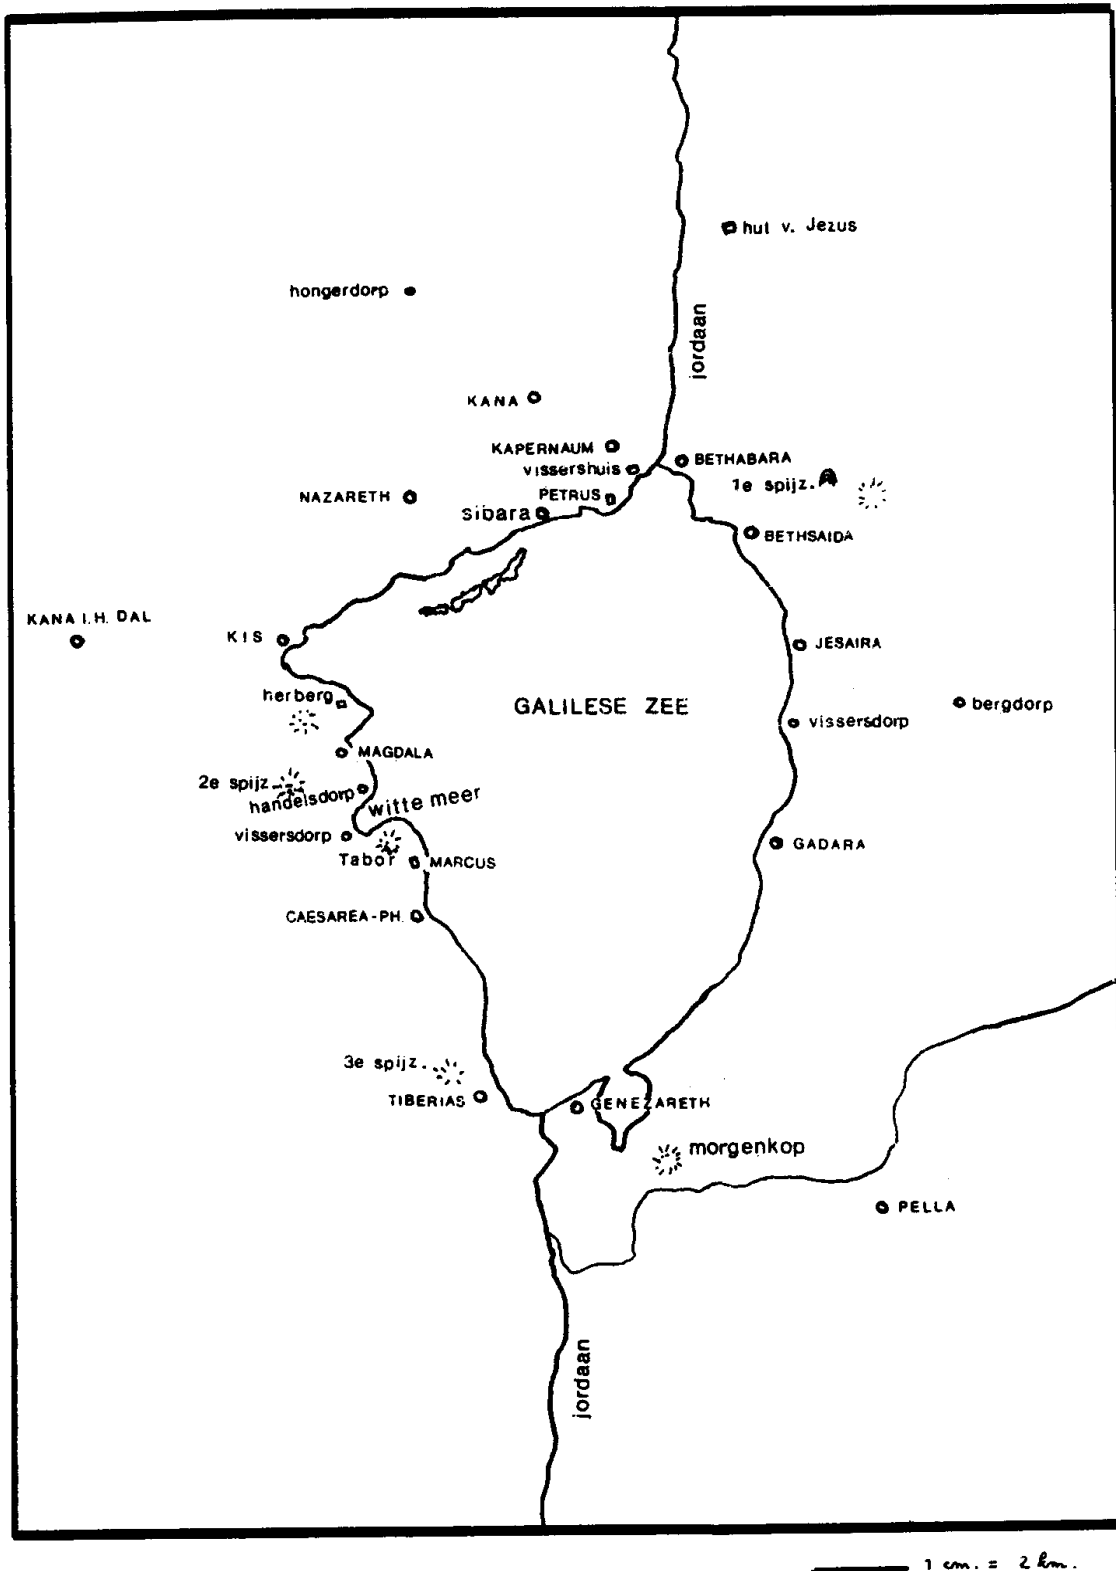 hut v. Jezus
hongerdorp
jordaan
KANA
KAPERNAUM
BETHABARA
vissershuis
1e spijz.
NAZARETH
PETRUS
sibara
BETHSAIDA
KANA I.H. DAL
KIS
JESAIRA
herberg
GALILESE ZEE
bergdorp
vissersdorp
MAGDALA
2e spijz.
handelsdorp
witte meer
vissersdorp
GADARA
Tabor
MARCUS
CAESAREA-PH.
3e spijz.
TIBERIAS
GENEZARETH
morgenkop
PELLA
jordaan
1 cm. = 2 km.